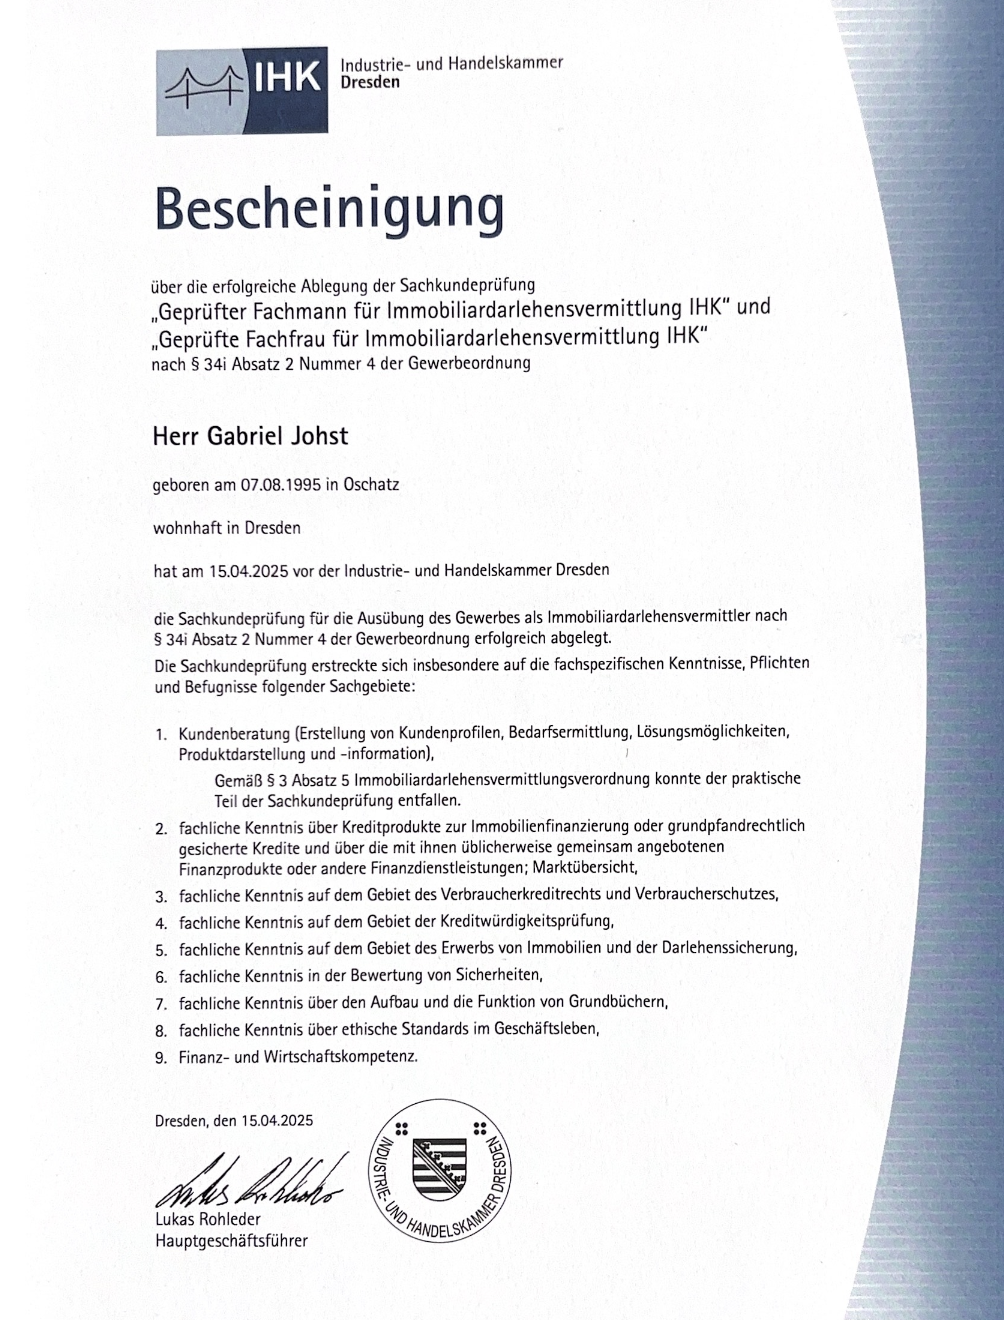 IHK
Industrie- und Handelskammer
Dresden
Bescheinigung
über die erfolgreiche Ablegung der Sachkundeprüfung
„Geprüfter Fachmann für Immobiliardarlehensvermittlung IHK“ und
„Geprüfte Fachfrau für Immobiliardarlehensvermittlung IHK“
nach § 34i Absatz 2 Nummer 4 der Gewerbeordnung
Herr Gabriel Johst
geboren am 07.08.1995 in Oschatz
wohnhaft in Dresden
hat am 15.04.2025 vor der Industrie- und Handelskammer Dresden
die Sachkundeprüfung für die Ausübung des Gewerbes als Immobiliardarlehensvermittler nach
§ 34i Absatz 2 Nummer 4 der Gewerbeordnung erfolgreich abgelegt.
Die Sachkundeprüfung erstreckte sich insbesondere auf die fachspezifischen Kenntnisse, Pflichten
und Befugnisse folgender Sachgebiete:
1. Kundenberatung (Erstellung von Kundenprofilen, Bedarfsermittlung, Lösungsmöglichkeiten,
Produktdarstellung und -information),
Gemäß § 3 Absatz 5 Immobiliardarlehensvermittlungsverordnung konnte der praktische
Teil der Sachkundeprüfung entfallen.
2. fachliche Kenntnis über Kreditprodukte zur Immobilienfinanzierung oder grundpfandrechtlich
gesicherte Kredite und über die mit ihnen üblicherweise gemeinsam angebotenen
Finanzprodukte oder andere Finanzdienstleistungen; Marktübersicht,
3. fachliche Kenntnis auf dem Gebiet des Verbraucherkreditrechts und Verbraucherschutzes,
4. fachliche Kenntnis auf dem Gebiet der Kreditwürdigkeitsprüfung,
5. fachliche Kenntnis auf dem Gebiet des Erwerbs von Immobilien und der Darlehenssicherung,
6. fachliche Kenntnis in der Bewertung von Sicherheiten,
7. fachliche Kenntnis über den Aufbau und die Funktion von Grundbüchern,
8. fachliche Kenntnis über ethische Standards im Geschäftsleben,
9. Finanz- und Wirtschaftskompetenz.
Dresden, den 15.04.2025
Lukas Rohleder
Lukas Rohleder
Hauptgeschäftsführer
INDUSTRIE- UND HANDELSKAMMER DRESDEN